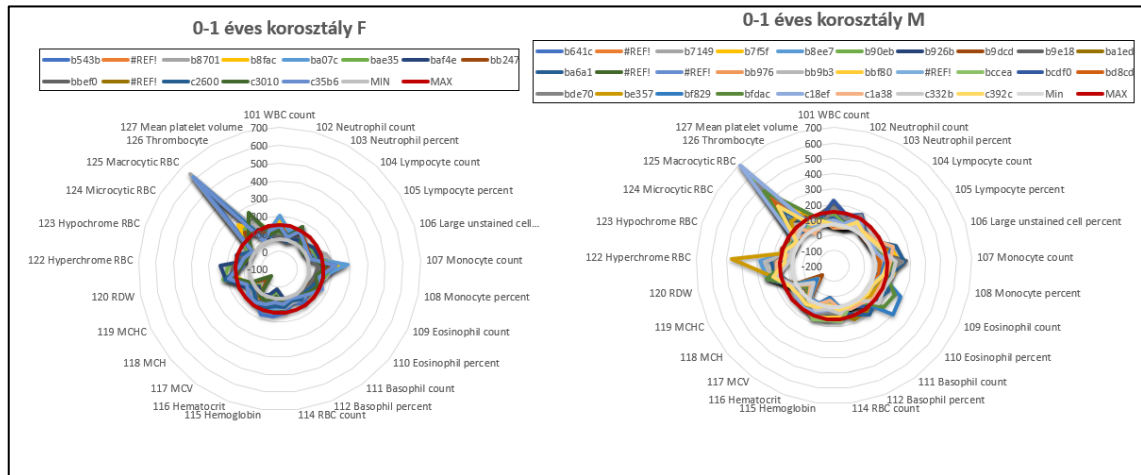 0-1 éves korosztály F
b543b #REF! b8701 b8fac ba07c bae35 baf4e bb247
bbef0 #REF! c2600 c3010 c35b6 MIN MAX
101 WBC count
102 Neutrophil count
103 Neutrophil percent
104 Lympocyte count
105 Lympocyte percent
106 Large unstained cell...
107 Monocyte count
108 Monocyte percent
109 Eosinophil count
110 Eosinophil percent
111 Basophil count
112 Basophil percent
114 RBC count
115 Hemoglobin
116 Hematocrit
117 MCV
118 MCH
119 MCHC
120 RDW
122 Hyperchrome RBC
123 Hypochrome RBC
124 Microcytic RBC
125 Macrocytic RBC
126 Thrombocyte
127 Mean platelet volume
700
600
500
400
300
200
100
0
-100
0-1 éves korosztály M
b641c #REF! b7149 b7f5f b8ee7 b90eb b926b b9dcd b9e18 ba1ed
ba6a1 #REF! #REF! bb976 bb9b3 bbf80 #REF! bccea bcdf0 bd8cd
bde70 be357 bf829 bfdac c18ef c1a38 c332b c392c Min MAX
101 WBC count
102 Neutrophil count
103 Neutrophil percent
104 Lympocyte count
105 Lympocyte percent
106 Large unstained cell percent
107 Monocyte count
108 Monocyte percent
109 Eosinophil count
110 Eosinophil percent
111 Basophil count
112 Basophil percent
114 RBC count
115 Hemoglobin
116 Hematocrit
117 MCV
118 MCH
119 MCHC
120 RDW
122 Hyperchrome RBC
123 Hypochrome RBC
124 Microcytic RBC
125 Macrocytic RBC
126 Thrombocyte
127 Mean platelet volume
700
600
500
400
300
200
100
0
-100
-200